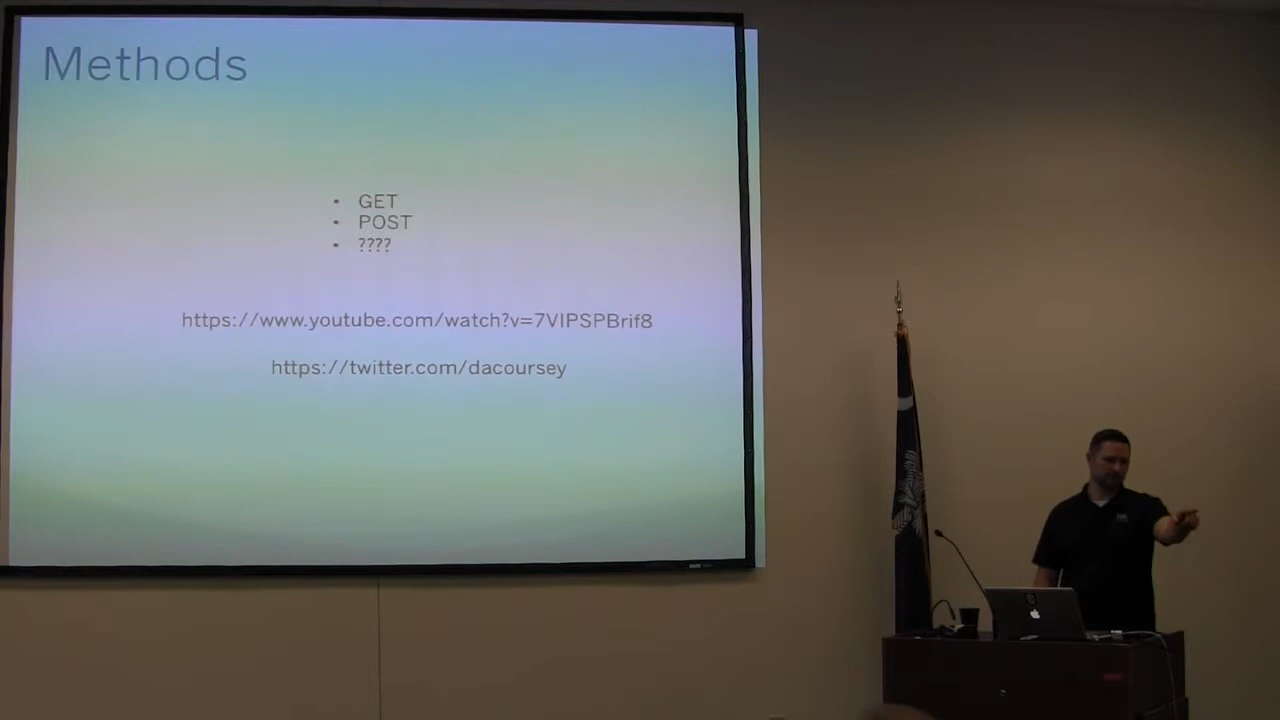 Methods
• GET
• POST
• ????
https://www.youtube.com/watch?v=7VIPSPBrif8
https://twitter.com/dacoursey